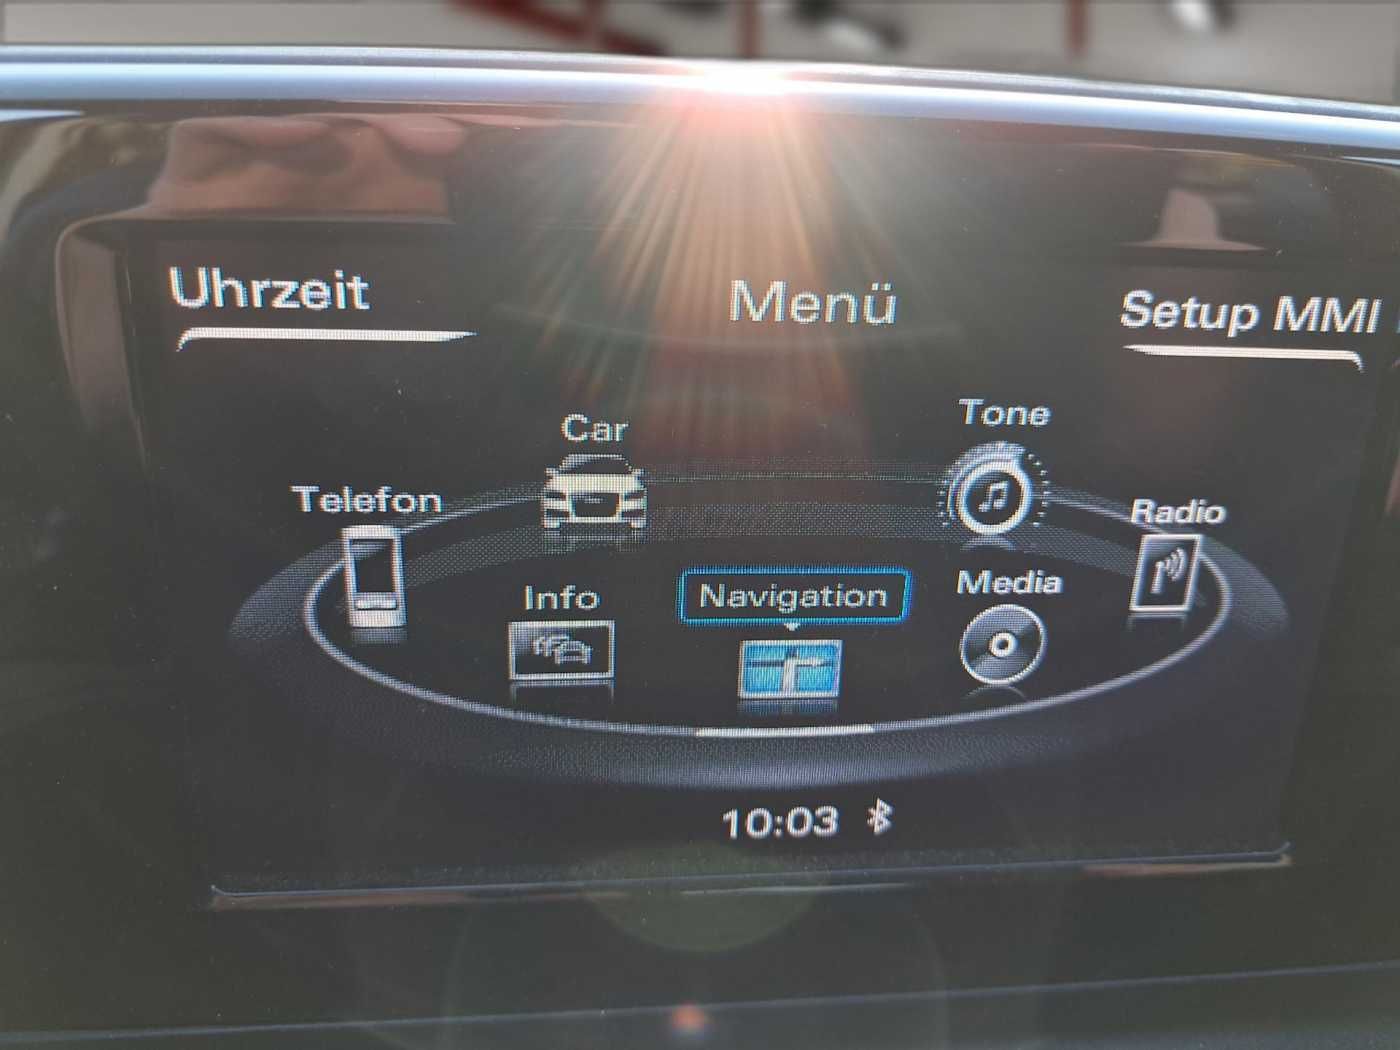 Uhrzeit
Menü
Setup MMI
Car
Tone
Telefon
Radio
Info
Navigation
Media
10:03